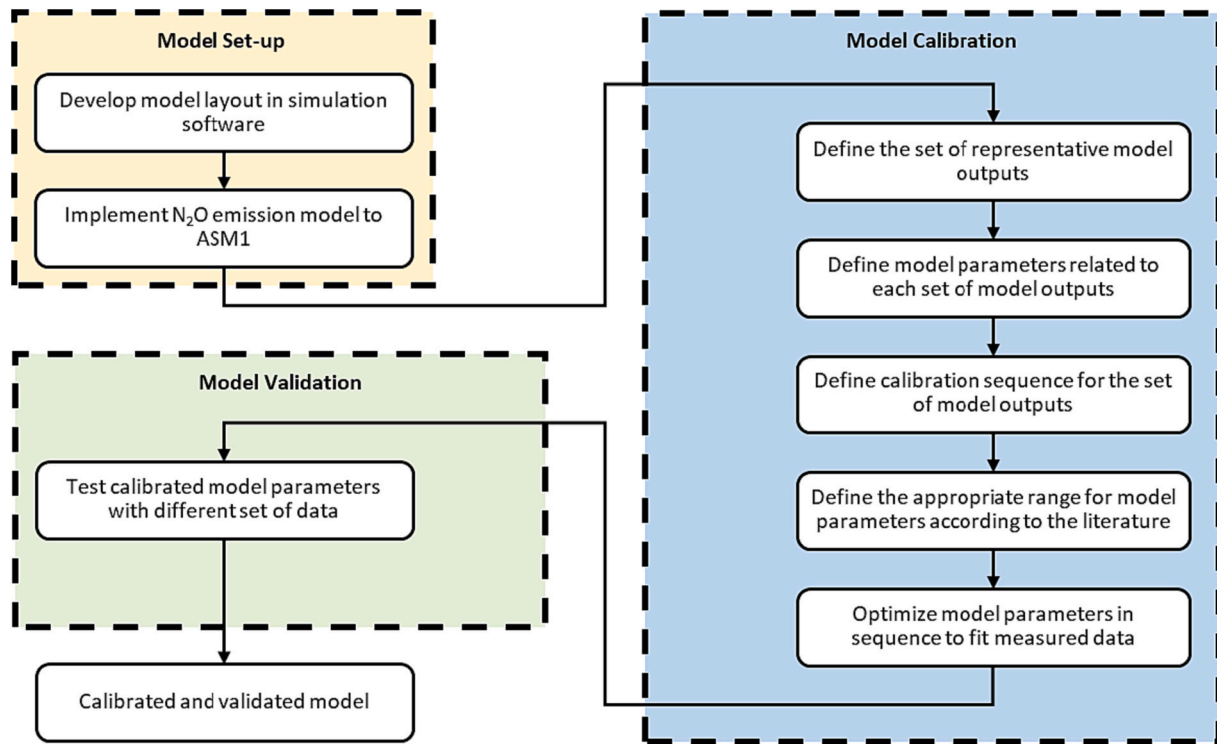 Model Set-up
Develop model layout in simulation
software
Implement N₂O emission model to
ASM1
Model Calibration
Define the set of representative model
outputs
Define model parameters related to
each set of model outputs
Define calibration sequence for the set
of model outputs
Define the appropriate range for model
parameters according to the literature
Optimize model parameters in
sequence to fit measured data
Model Validation
Test calibrated model parameters
with different set of data
Calibrated and validated model